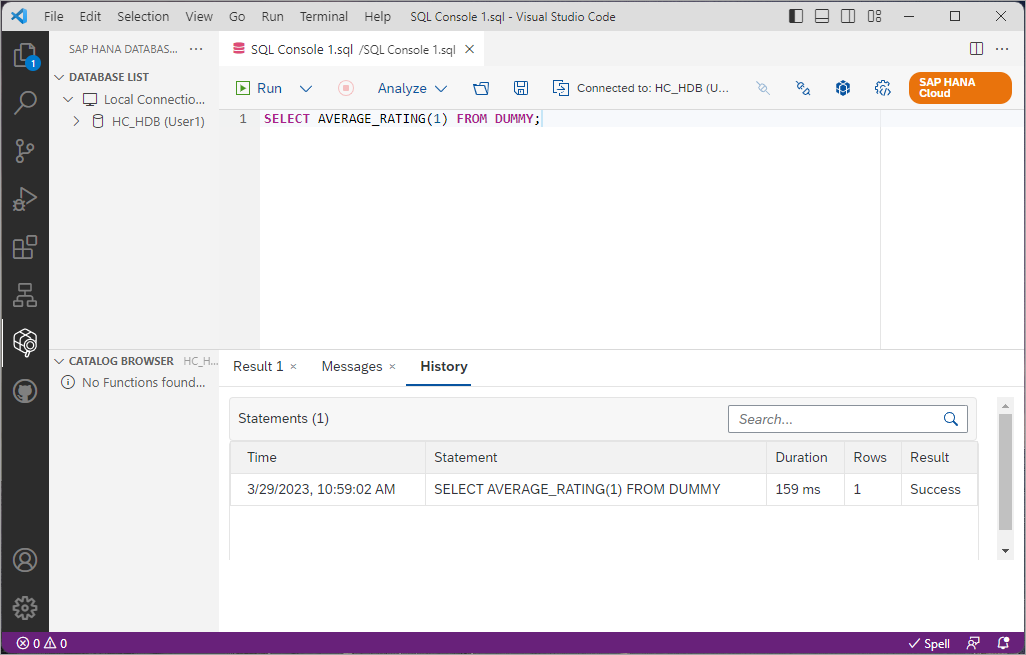 File Edit Selection View Go Run Terminal Help SQL Console 1.sql - Visual Studio Code
1
SAP HANA DATABAS...
SQL Console 1.sql /SQL Console 1.sql
DATABASE LIST
Local Connectio...
HC_HDB (User1)
Run
Analyze
Connected to: HC_HDB (U...
SAP HANA
Cloud
1 SELECT AVERAGE_RATING(1) FROM DUMMY;
CATALOG BROWSER HC_H...
No Functions found...
Result 1 × Messages × History
Statements (1)
Search...
Time Statement Duration Rows Result
3/29/2023, 10:59:02 AM SELECT AVERAGE_RATING(1) FROM DUMMY 159 ms 1 Success
0 0
Spell